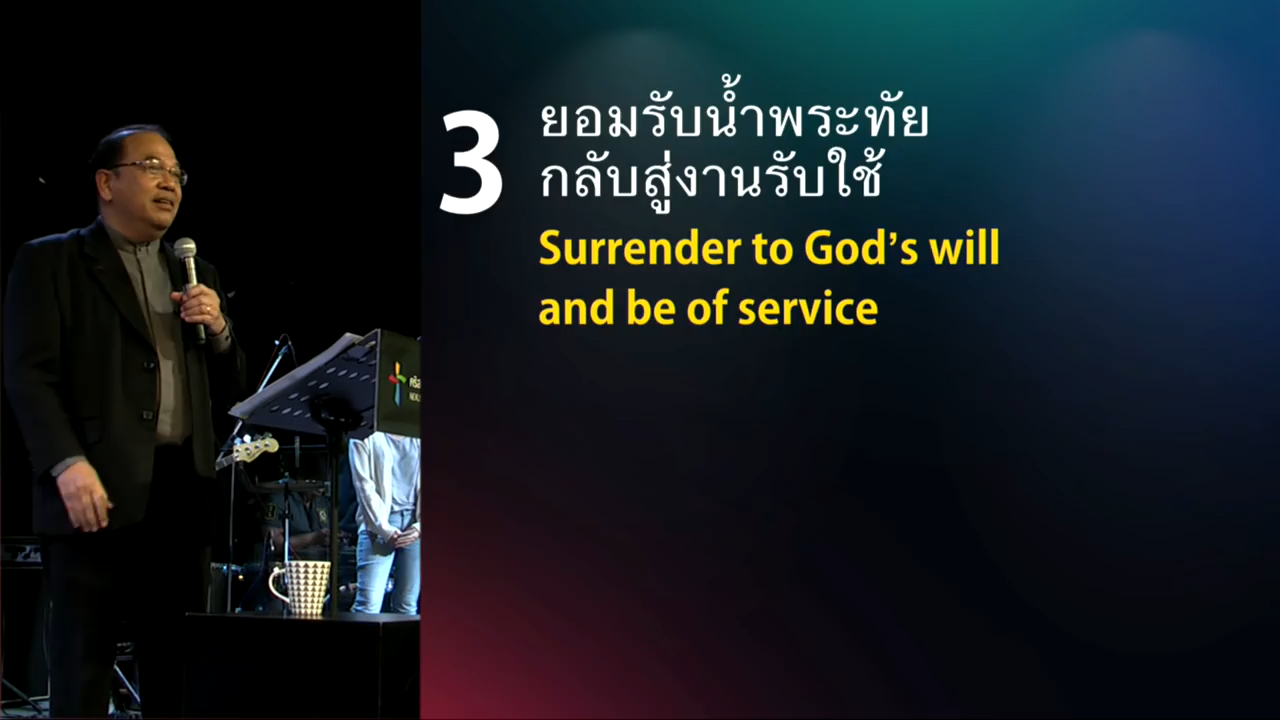 3
ยอมรับน้ำพระทัย
กลับสู่งานรับใช้
Surrender to God's will
and be of service